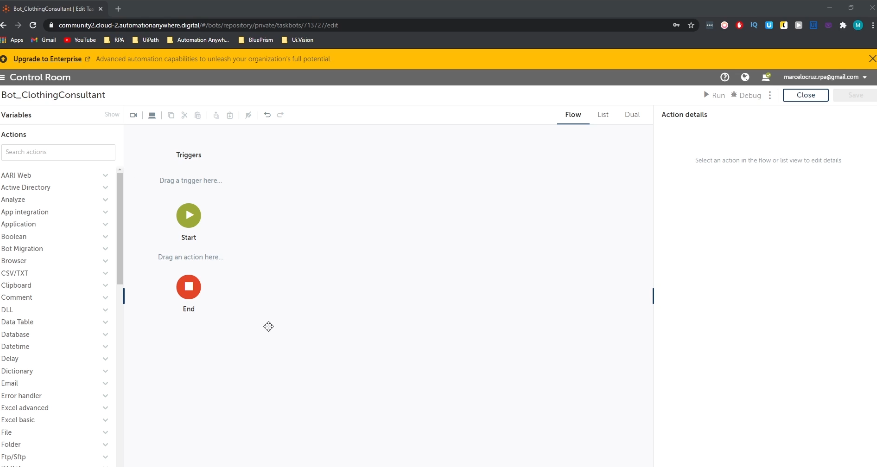 Bot_ClothingConsultant | Edit Ta
community2.cloud-2.automationanywhere.digital/#/bots/repository/private/taskbots/713727/edit
Apps Gmail YouTube RPA UiPath Automation Anywh... BluePrism Ui.Vision
Upgrade to Enterprise Advanced automation capabilities to unleash your organization's full potential
Control Room marcelocruz.rpa@gmail.com
Bot_ClothingConsultant Run Debug Close Save
Variables Show Flow List Dual Action details
Actions
Search actions
Select an action in the flow or list view to edit details
Triggers
Drag a trigger here...
Start
Drag an action here...
End
AARI Web
Active Directory
Analyze
App Integration
Application
Boolean
Bot Migration
Browser
CSV/TXT
Clipboard
Comment
DLL
Data Table
Database
Datetime
Delay
Dictionary
Email
Error handler
Excel advanced
Excel basic
File
Folder
Ftp/Sftp